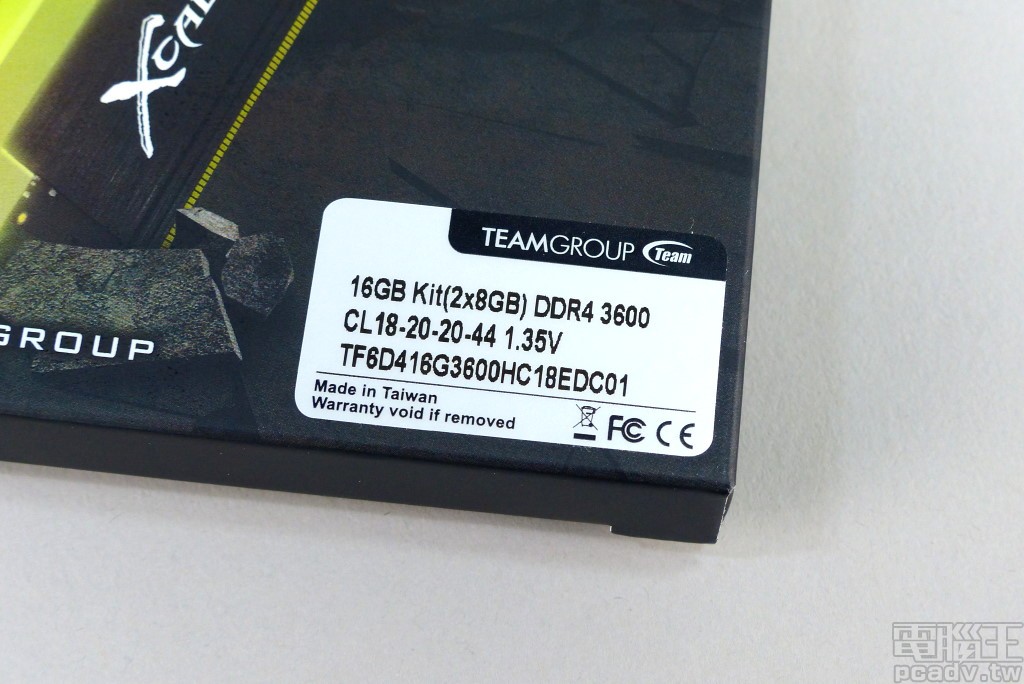 XCAL
GROUP
TEAMGROUP Team
16GB Kit(2x8GB) DDR4 3600
CL18-20-20-44 1.35V
TF6D416G3600HC18EDC01
Made in Taiwan
Warranty void if removed
FC CE
電腦王
pcadv.tw